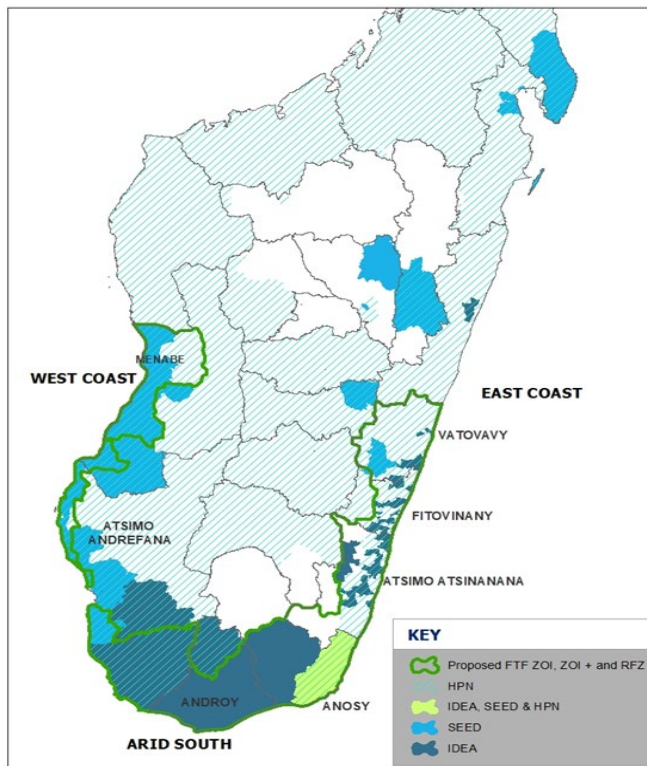 MENABE
WEST COAST
EAST COAST
VATOVAVY
FITOVINANY
ATSIMO
ANDREFANA
ATSIMO ATSINANANA
KEY
Proposed FTF ZOI, ZOI + and RFZ
HPN
IDEA, SEED & HPN
SEED
IDEA
ANDROY
ANOSY
ARID SOUTH